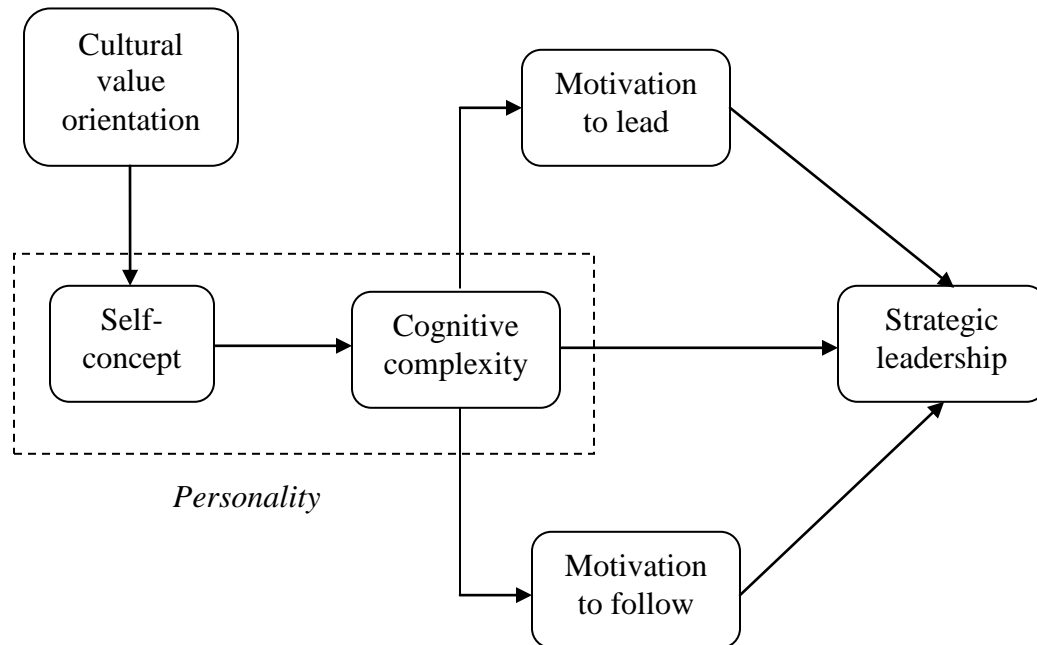 Cultural
value
orientation
Motivation
to lead
Self-
concept
Cognitive
complexity
Strategic
leadership
Personality
Motivation
to follow